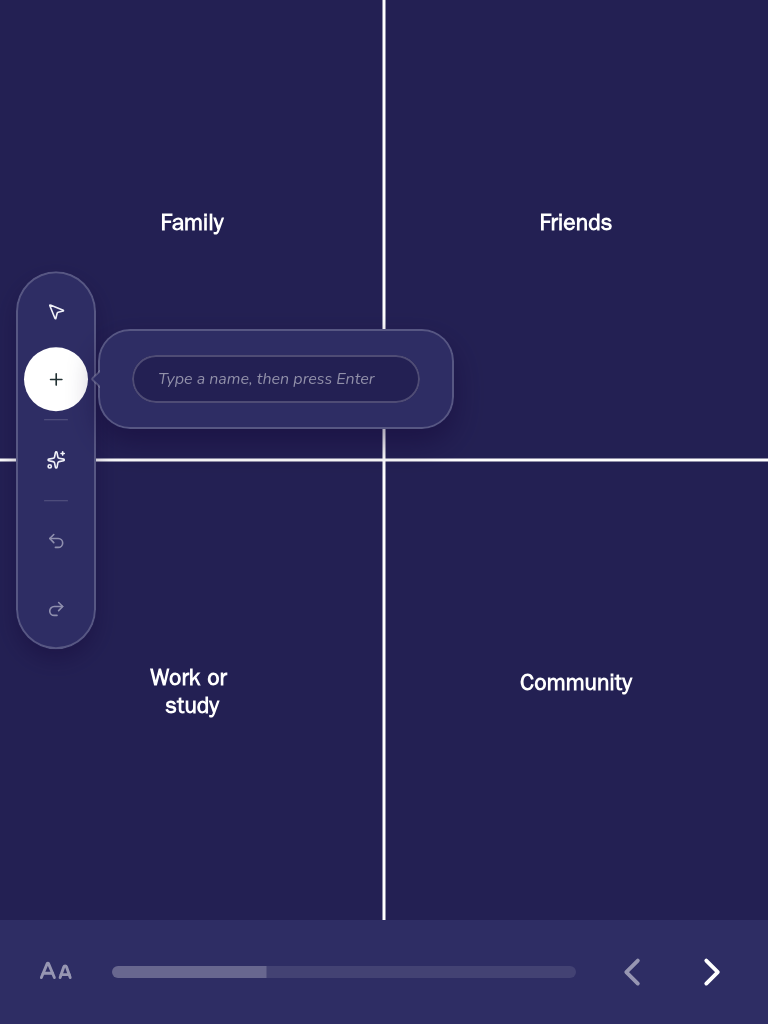 Family
Friends
Type a name, then press Enter
Work or
study
Community
AA